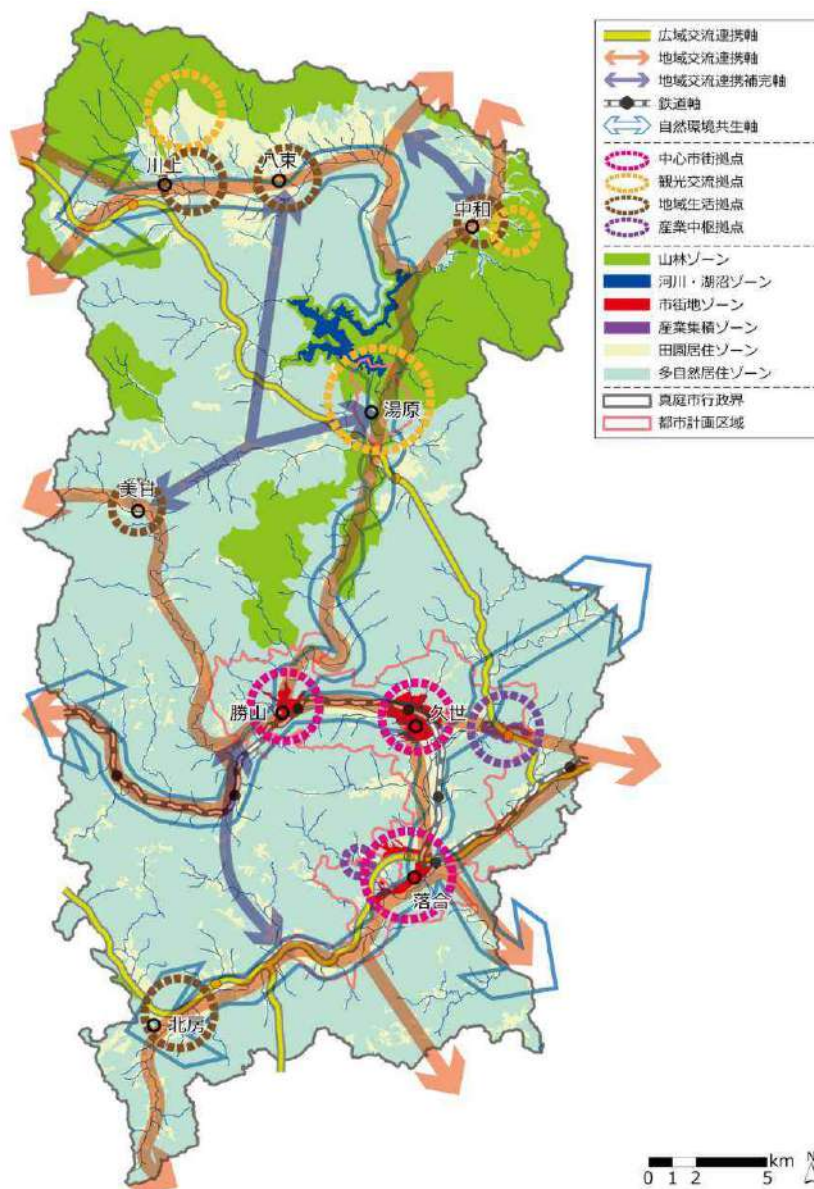 広域交流連携軸
地域交流連携軸
地域交流連携補完軸
鉄道軸
自然環境共生軸
中心市街拠点
観光交流拠点
地域生活拠点
産業中枢拠点
山林ゾーン
河川・湖沼ゾーン
市街地ゾーン
産業集積ゾーン
田園居住ゾーン
多自然居住ゾーン
真庭市行政界
都市計画区域
川上
八束
中和
湯原
美甘
勝山
久世
落合
北房
km
0 1 2 5
N